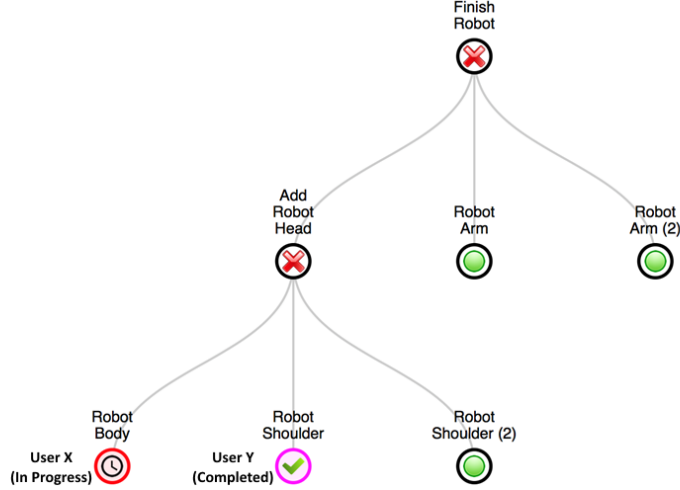 Finish
Robot
Add
Robot
Head
Robot
Arm
Robot
Arm (2)
Robot
Body
Robot
Shoulder
Robot
Shoulder (2)
User X
(In Progress)
User Y
(Completed)